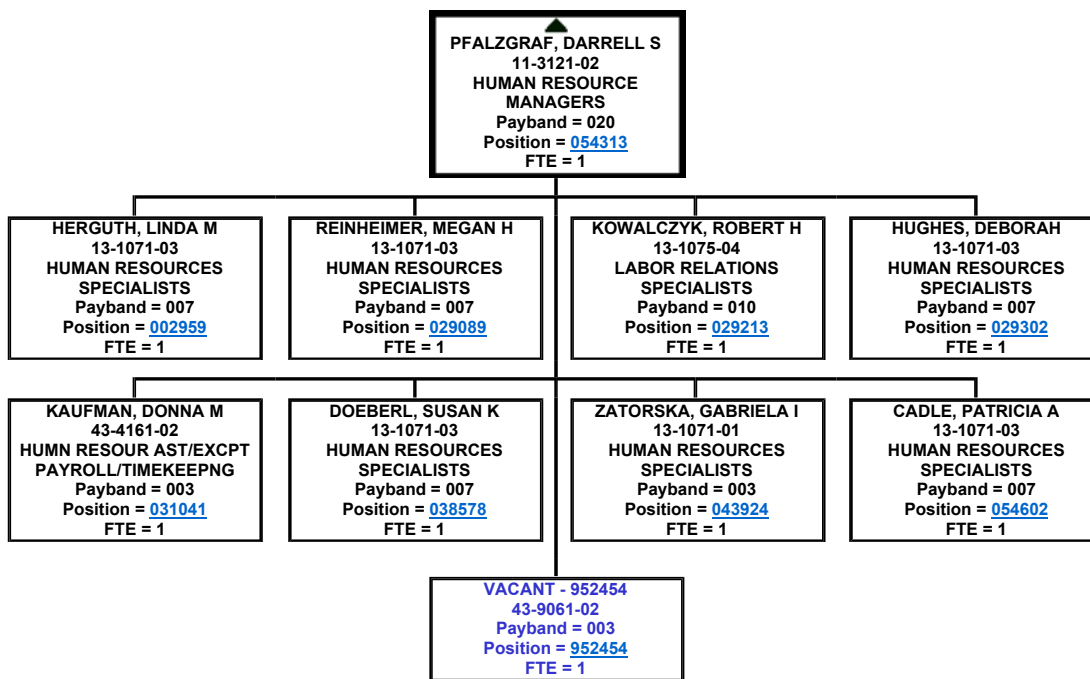 PFALZGRAF, DARRELL S
11-3121-02
HUMAN RESOURCE
MANAGERS
Payband = 020
Position = 054313
FTE = 1
HERGUTH, LINDA M
13-1071-03
HUMAN RESOURCES
SPECIALISTS
Payband = 007
Position = 002959
FTE = 1
REINHEIMER, MEGAN H
13-1071-03
HUMAN RESOURCES
SPECIALISTS
Payband = 007
Position = 029089
FTE = 1
KOWALCZYK, ROBERT H
13-1075-04
LABOR RELATIONS
SPECIALISTS
Payband = 010
Position = 029213
FTE = 1
HUGHES, DEBORAH
13-1071-03
HUMAN RESOURCES
SPECIALISTS
Payband = 007
Position = 029302
FTE = 1
KAUFMAN, DONNA M
43-4161-02
HUMN RESOUR AST/EXCPT
PAYROLL/TIMEKEEPNG
Payband = 003
Position = 031041
FTE = 1
DOEBERL, SUSAN K
13-1071-03
HUMAN RESOURCES
SPECIALISTS
Payband = 007
Position = 038578
FTE = 1
ZATORSKA, GABRIELA I
13-1071-01
HUMAN RESOURCES
SPECIALISTS
Payband = 003
Position = 043924
FTE = 1
CADLE, PATRICIA A
13-1071-03
HUMAN RESOURCES
SPECIALISTS
Payband = 007
Position = 054602
FTE = 1
VACANT - 952454
43-9061-02
Payband = 003
Position = 952454
FTE = 1